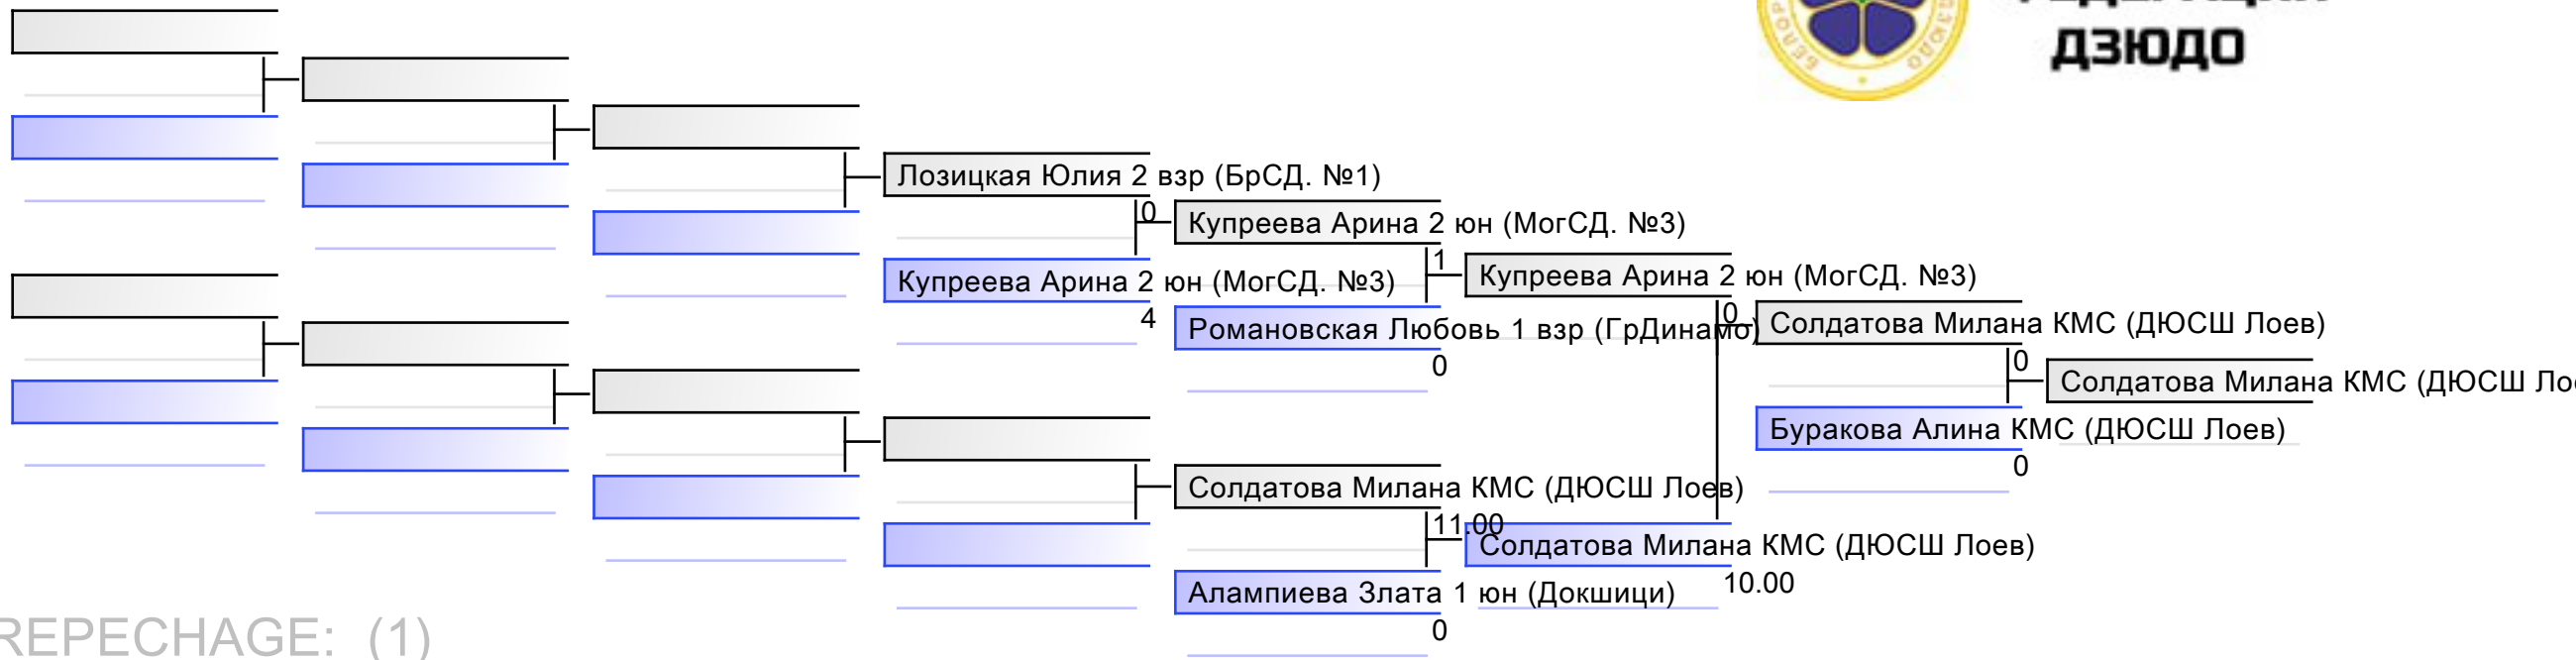 ДЗЮДО
Лозицкая Юлия 2 взр (БрСД. №1)
0
Купреева Арина 2 юн (МогСД. №3)
4
Купреева Арина 2 юн (МогСД. №3)
1
Романовская Любовь 1 взр (ГрДинамо)
0
Купреева Арина 2 юн (МогСД. №3)
0
Солдатова Милана КМС (ДЮСШ Лоев)
0
Солдатова Милана КМС (ДЮСШ
Буракова Алина КМС (ДЮСШ Лоев)
0
Солдатова Милана КМС (ДЮСШ Лоев)
11.00
Солдатова Милана КМС (ДЮСШ Лоев)
10.00
Алампиева Злата 1 юн (Докшици)
0
REPECHAGE: (1)